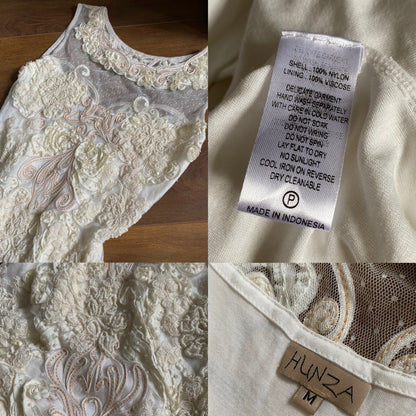 SHELL: 100% NYLON
LINING: 100% VISCOSE
DELICATE GARMENT
HAND WASH SEPARATELY
WITH CARE IN COLD WATER
DO NOT SOAK
DO NOT WRING
DO NOT SPIN
LAY FLAT TO DRY
NO SUNLIGHT
COOL IRON ON REVERSE
DRY CLEANABLE
P
MADE IN INDONESIA
HUNZA
M